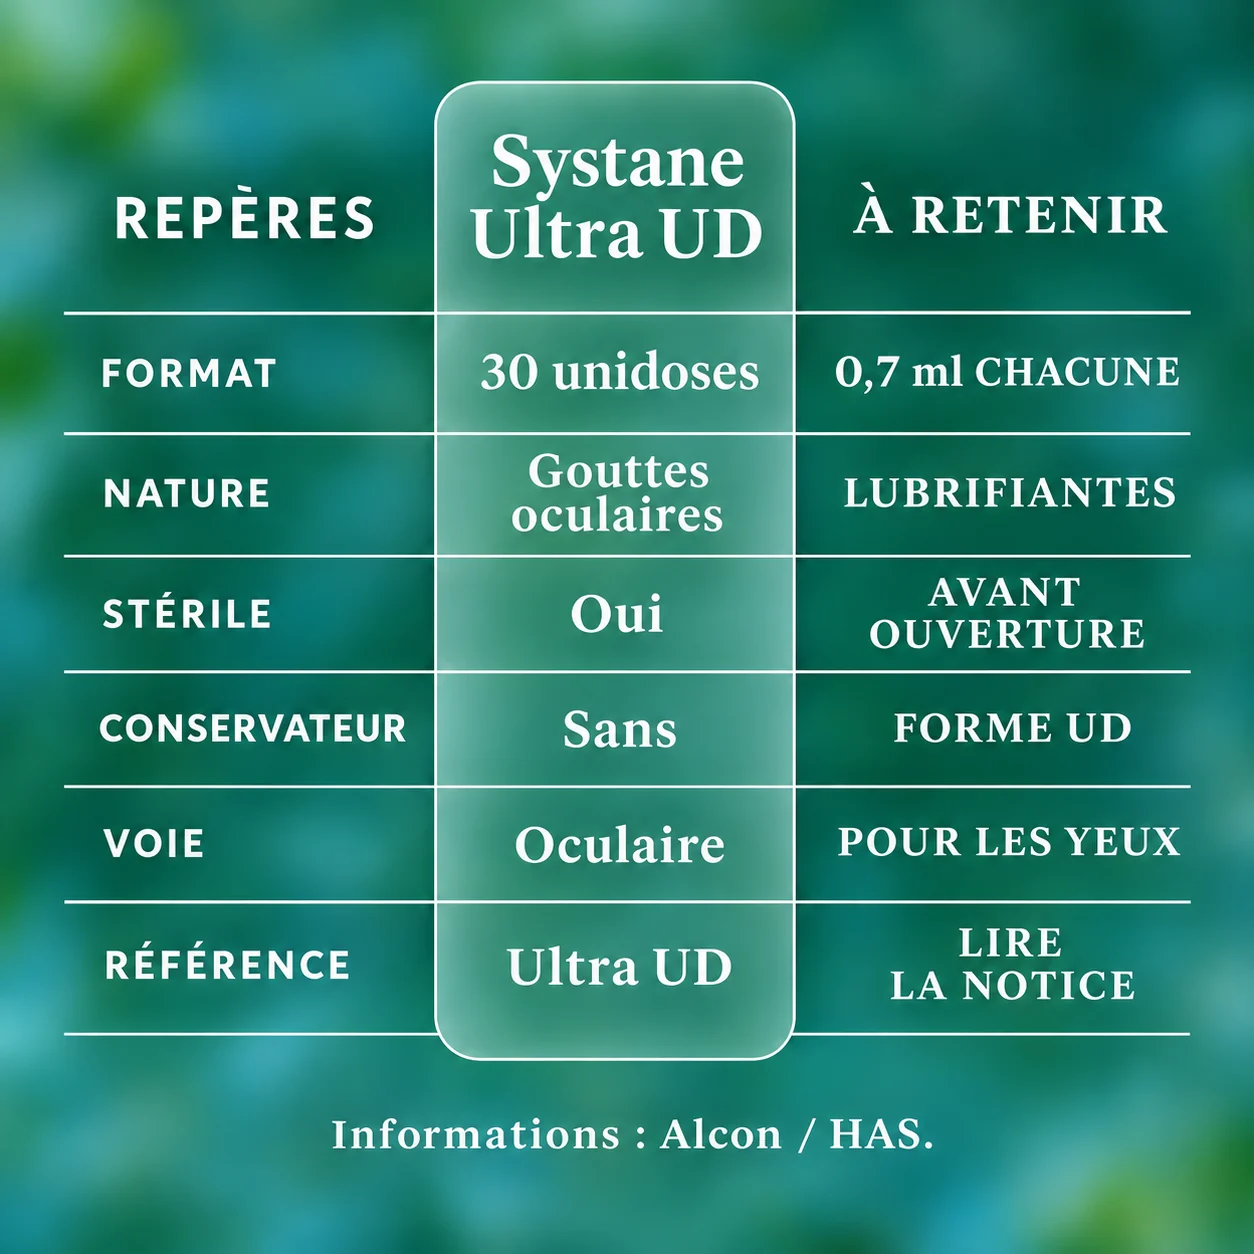 REPÈRES
Systane
Ultra UD
À RETENIR
FORMAT
30 unidoses
0,7 ml CHACUNE
NATURE
Gouttes
oculaires
LUBRIFIANTES
STÉRILE
Oui
AVANT
OUVERTURE
CONSERVATEUR
Sans
FORME UD
VOIE
Oculaire
POUR LES YEUX
RÉFÉRENCE
Ultra UD
LIRE
LA NOTICE
Informations : Alcon / HAS.